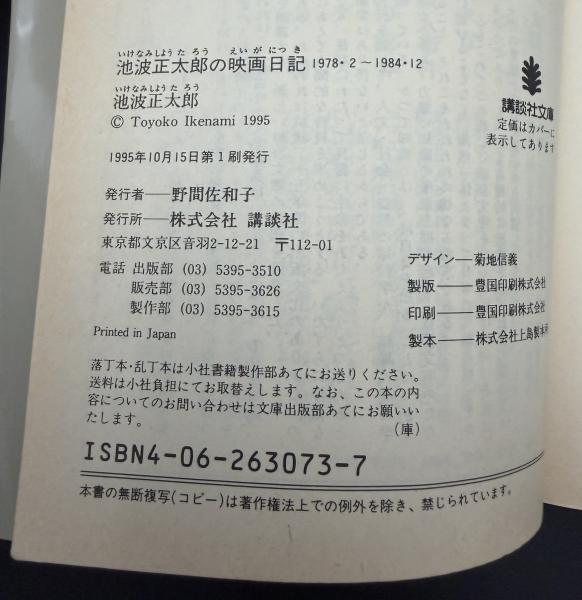 いけなみしようたろう えいがにつき
池波正太郎の映画日記 1978・2～1984・12
いけなみしようたろう
池波正太郎
© Toyoko Ikenami 1995
1995年10月15日第1刷発行
発行者――野間佐和子
発行所――株式会社 講談社
東京都文京区音羽2-12-21 〒112-01
電話 出版部 (03) 5395-3510
販売部 (03) 5395-3626
製作部 (03) 5395-3615
Printed in Japan
講談社文庫
定価はカバーに
表示してあります
デザイン―菊地信義
製版――豊国印刷株式会社
印刷――豊国印刷株式会社
製本――株式会社上島製本所
落丁本・乱丁本は小社書籍製作部あてにお送りください。
送料は小社負担にてお取替えします。なお、この本の内
容についてのお問い合わせは文庫出版部あてにお願いい
たします。 （庫）
ISBN4-06-263073-7
本書の無断複写(コピー)は著作権法上での例外を除き、禁じられています。